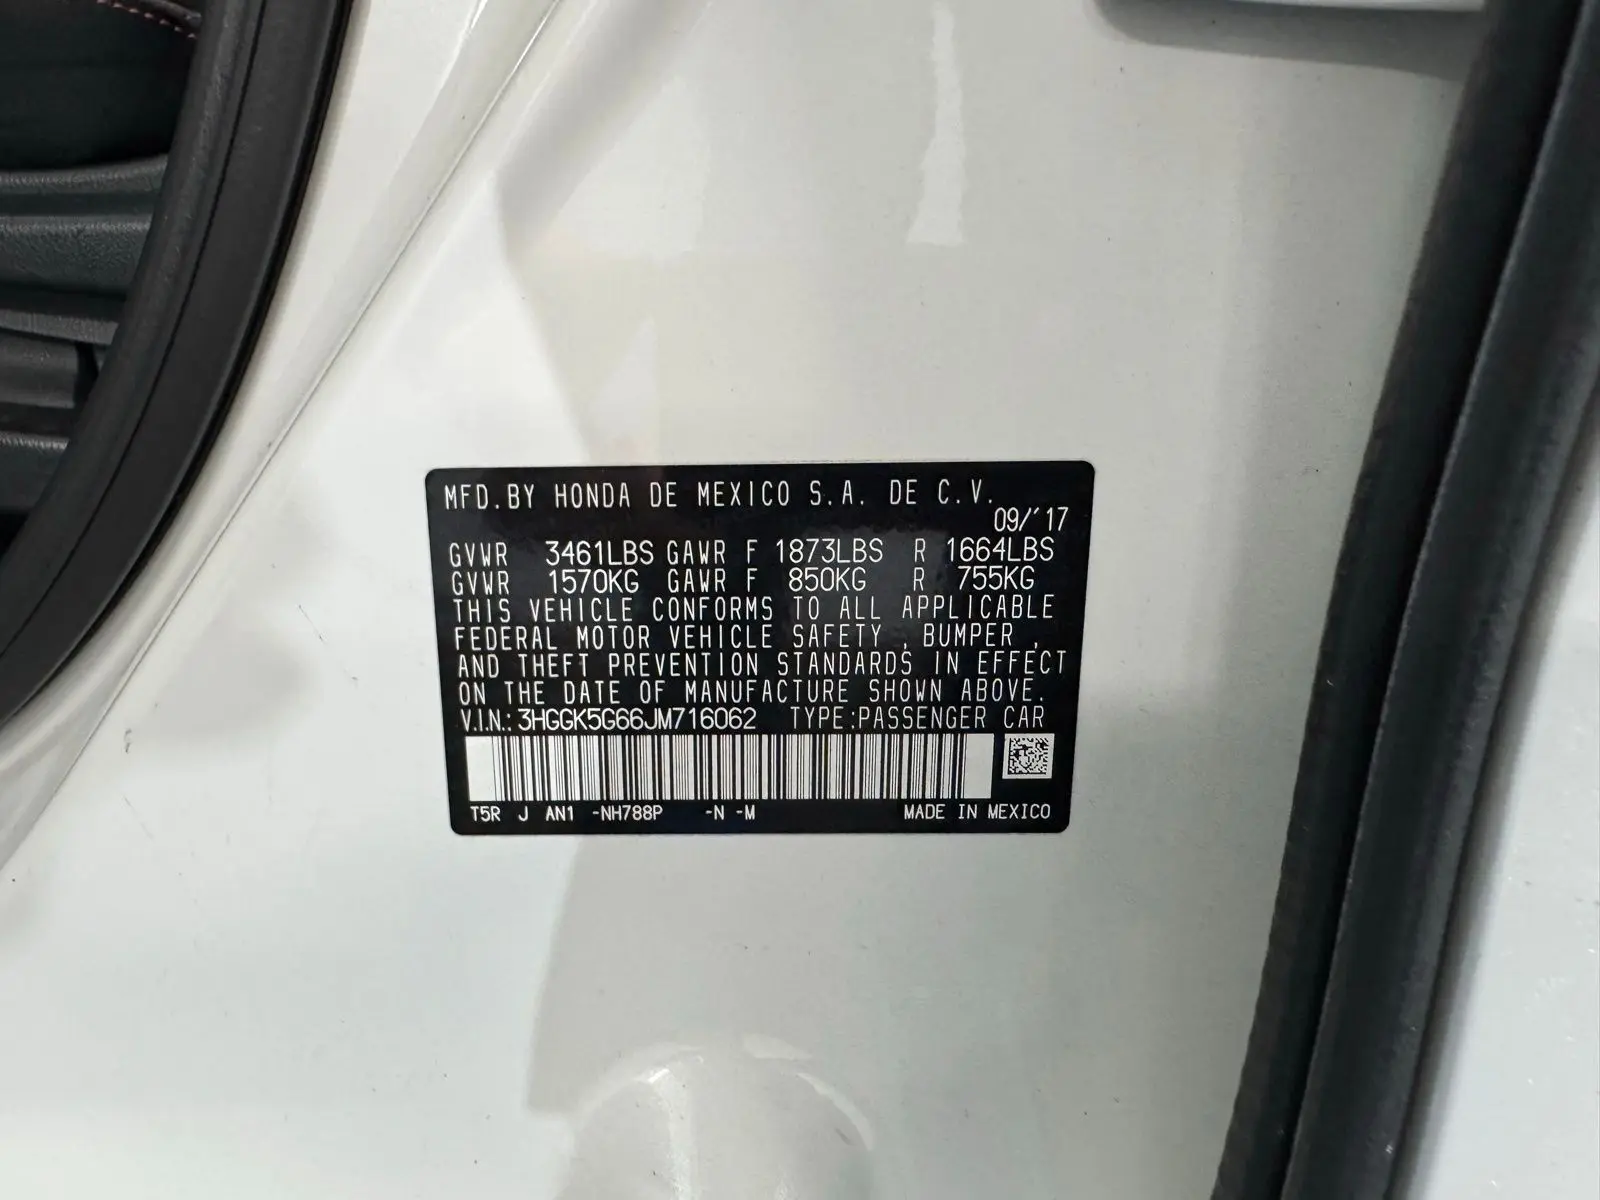 MFD. BY HONDA DE MEXICO S.A. DE C.V.
09/'17
GVWR 3461LBS GAWR F 1873LBS R 1664LBS
GVWR 1570KG GAWR F 850KG R 755KG
THIS VEHICLE CONFORMS TO ALL APPLICABLE
FEDERAL MOTOR VEHICLE SAFETY , BUMPER ,
AND THEFT PREVENTION STANDARDS IN EFFECT
ON THE DATE OF MANUFACTURE SHOWN ABOVE.
V.I.N.: 3HGGK5G66JM716062 TYPE:PASSENGER CAR
T5R J AN1 -NH788P -N -M MADE IN MEXICO